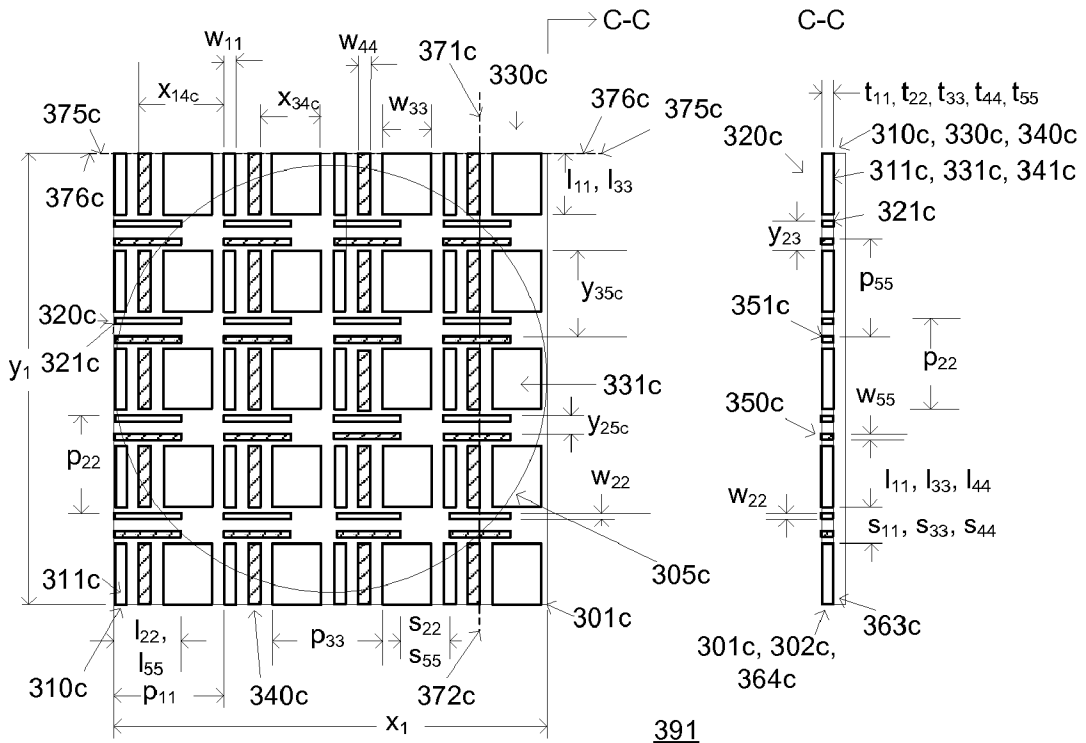 C-C
C-C
w11
w44
371c
330c
x14c
x34c
w33
376c
375c
375c
t11, t22, t33, t44, t55
320c
310c, 330c, 340c
311c, 331c, 341c
376c
l11, l33
321c
y23
p55
y35c
320c
351c
321c
y1
331c
p22
350c
w55
y25c
p22
w22
l11, l33, l44
w22
s11, s33, s44
305c
311c
301c
363c
l22,
l55
p33
s22
s55
301c, 302c,
364c
310c
p11
340c
372c
x1
391